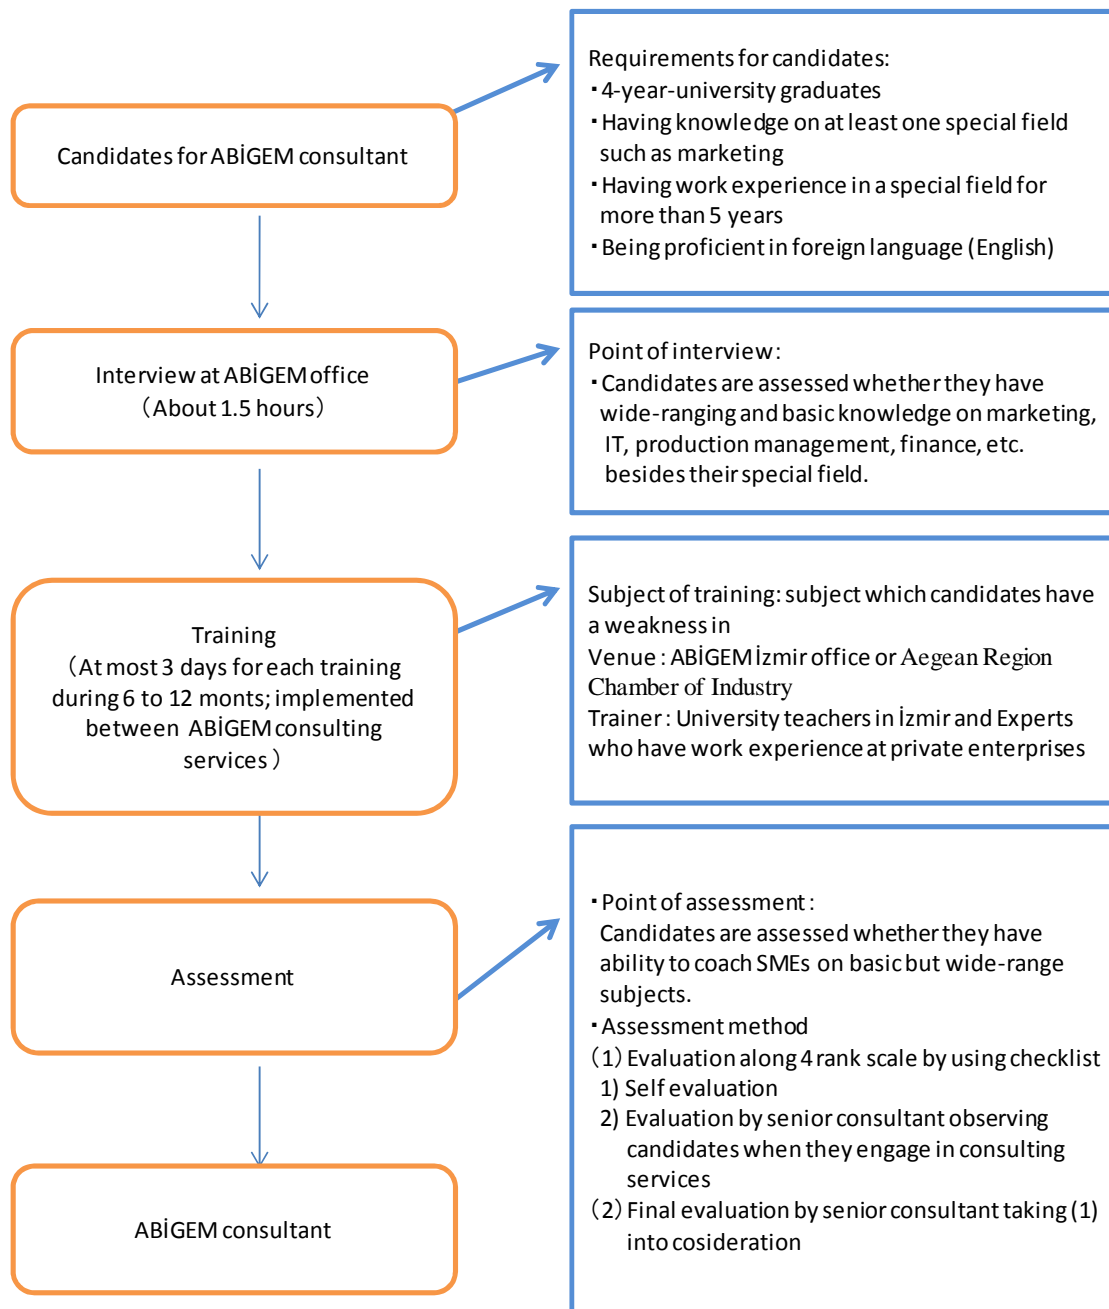 Candidates for ABİGEM consultant
Requirements for candidates:
・4-year-university graduates
・Having knowledge on at least one special field
such as marketing
・Having work experience in a special field for
more than 5 years
・Being proficient in foreign language (English)
Interview at ABİGEM office
（About 1.5 hours）
Point of interview :
・Candidates are assessed whether they have
wide-ranging and basic knowledge on marketing,
IT, production management, finance, etc.
besides their special field.
Training
（At most 3 days for each training
during 6 to 12 monts; implemented
between ABİGEM consulting
services）
Subject of training: subject which candidates have
a weakness in
Venue : ABİGEM İzmir office or Aegean Region
Chamber of Industry
Trainer : University teachers in İzmir and Experts
who have work experience at private enterprises
Assessment
・Point of assessment :
Candidates are assessed whether they have
ability to coach SMEs on basic but wide-range
subjects.
・Assessment method
（1）Evaluation along 4 rank scale by using checklist
1) Self evaluation
2) Evaluation by senior consultant observing
candidates when they engage in consulting
services
（2）Final evaluation by senior consultant taking (1)
into cosideration
ABİGEM consultant